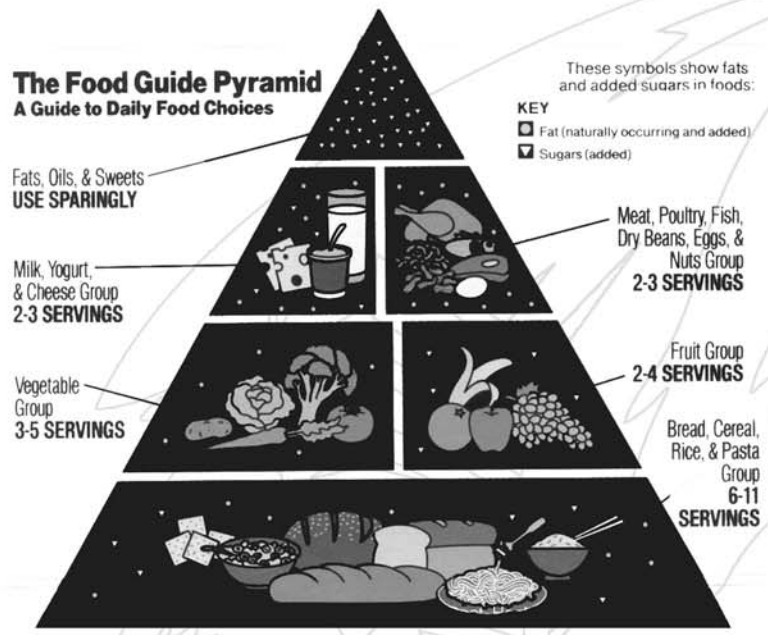 The Food Guide Pyramid
A Guide to Daily Food Choices
These symbols show fats
and added sugars in foods:
KEY
Fat (naturally occurring and added)
Sugars (added)
Fats, Oils, & Sweets
USE SPARINGLY
Milk, Yogurt,
& Cheese Group
2-3 SERVINGS
Meat, Poultry, Fish,
Dry Beans, Eggs, &
Nuts Group
2-3 SERVINGS
Vegetable
Group
3-5 SERVINGS
Fruit Group
2-4 SERVINGS
Bread, Cereal,
Rice, & Pasta
Group
6-11
SERVINGS